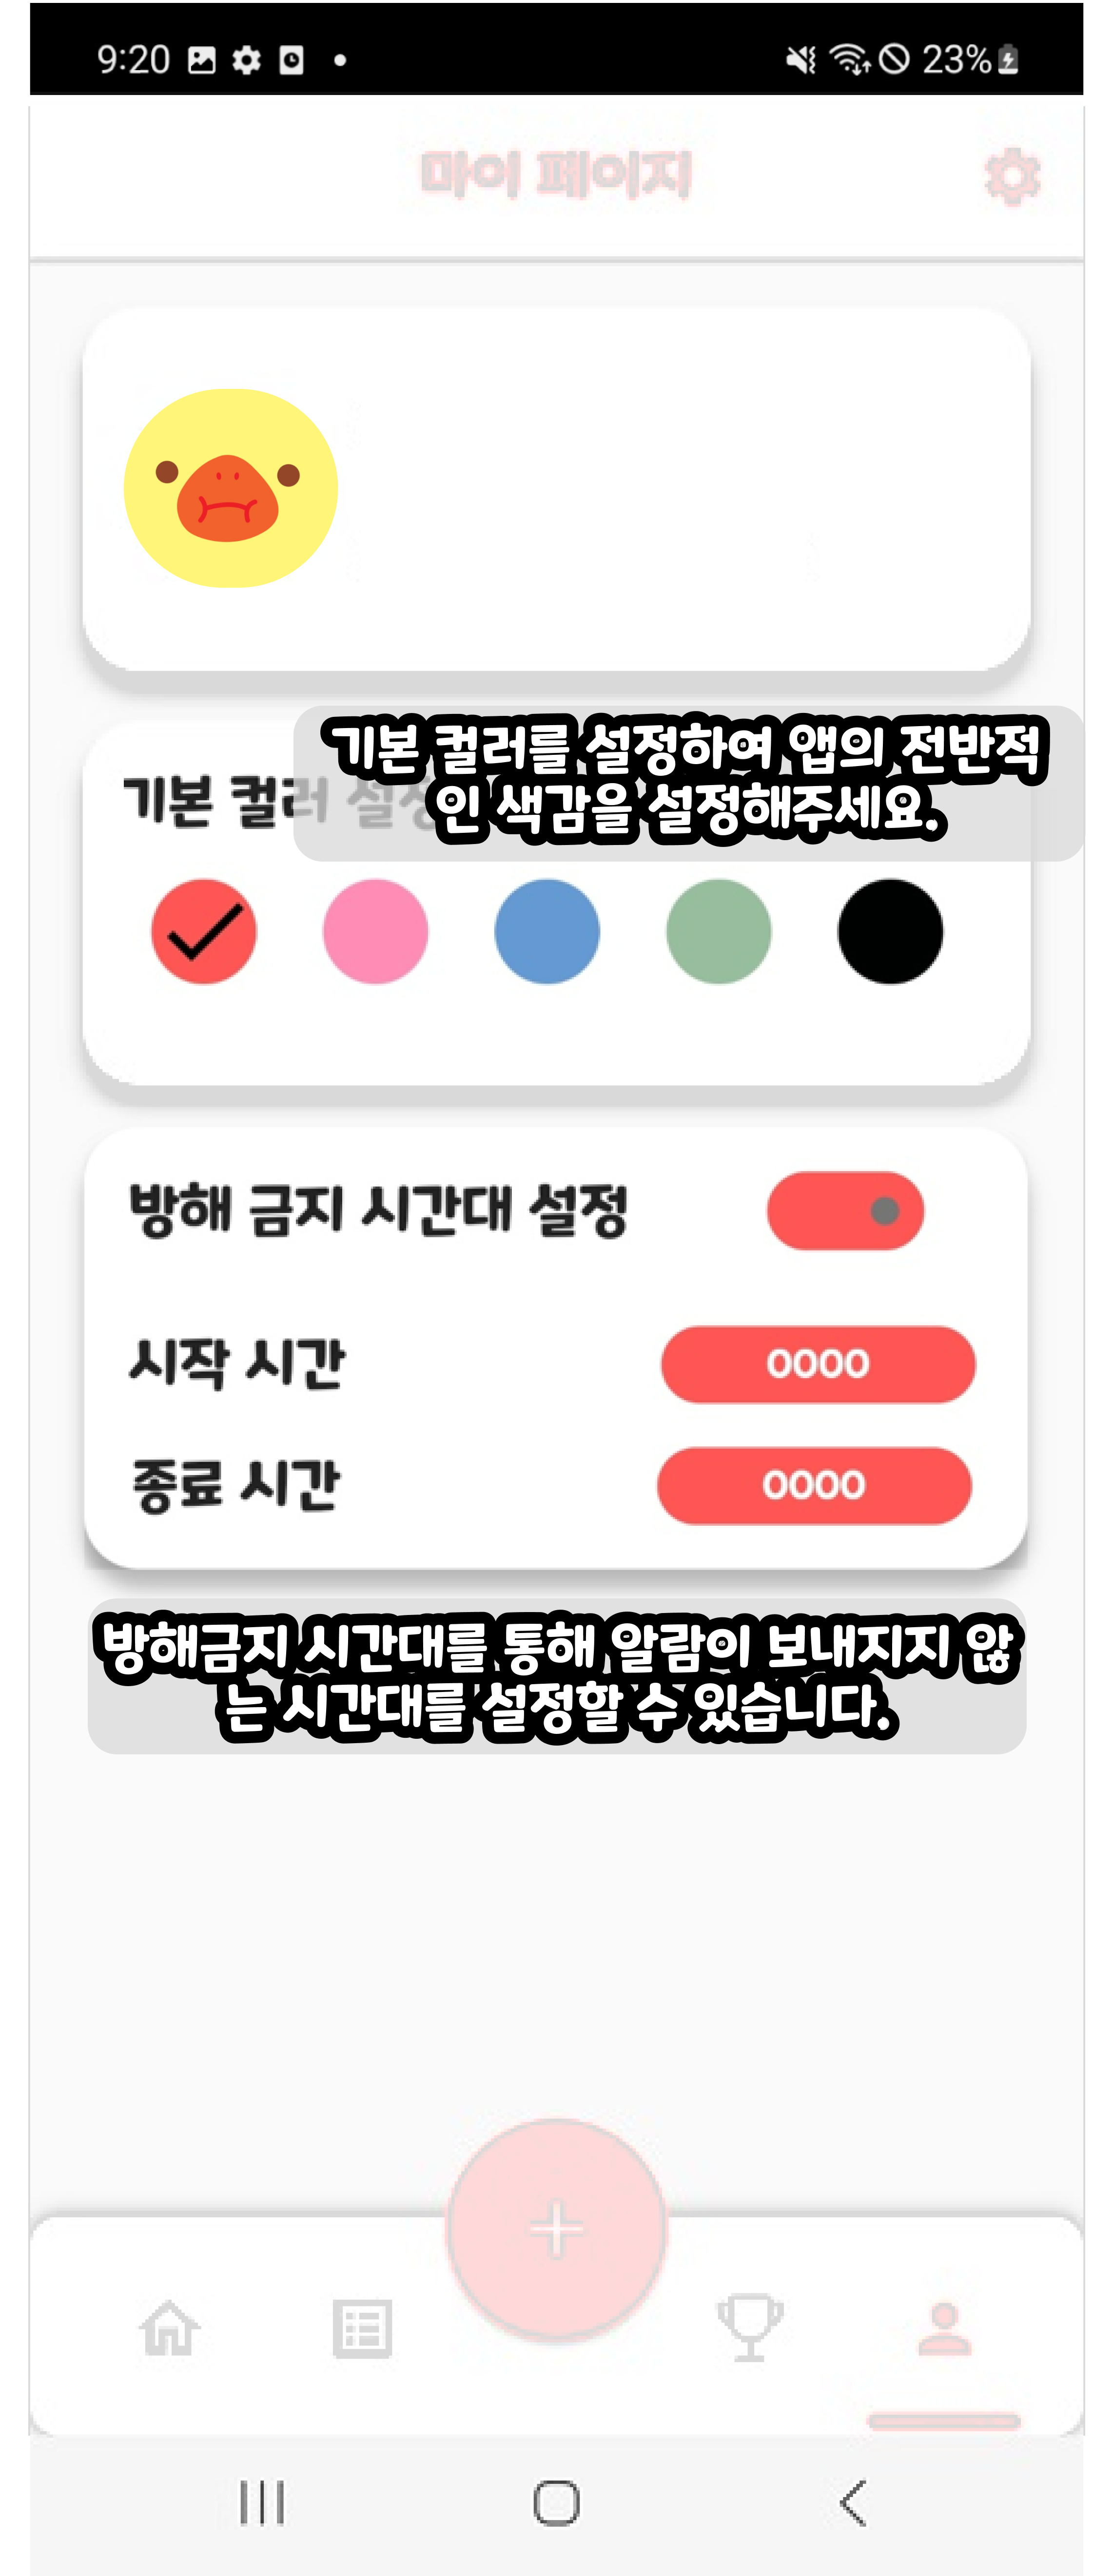 9:20
23%
마이 페이지
기본 컬러를 설정하여 앱의 전반적
인 색감을 설정해주세요.
기본 컬러 설정
방해 금지 시간대 설정
시작 시간
0000
종료 시간
0000
방해금지 시간대를 통해 알람이 보내지지 않
는 시간대를 설정할 수 있습니다.